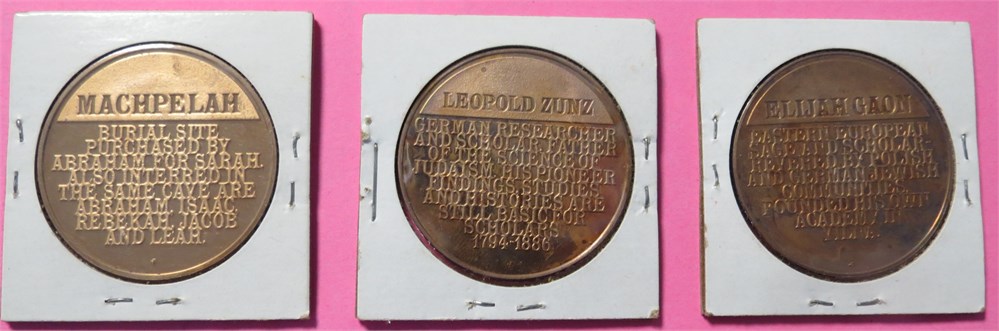 MACHPELAH
BURIAL SITE,
PURCHASED BY
ABRAHAM FOR SARAH.
ALSO INTERRED IN
THE SAME CAVE ARE
ABRAHAM, ISAAC,
REBEKAH, JACOB
AND LEAH.
LEOPOLD ZUNZ
GERMAN RESEARCHER
AND SCHOLAR, FATHER
OF THE SCIENCE OF
JUDAISM. HIS PIONEER
FINDINGS, STUDIES
AND HISTORIES ARE
STILL BASIC FOR
SCHOLARS
1794-1886
ELIJAH GAON
EASTERN EUROPEAN
SAGE AND SCHOLAR-
REVERED BY POLISH
AND GERMAN JEWISH
COMMUNITIES.
FOUNDED HIS OWN
ACADEMY IN
VILNA.